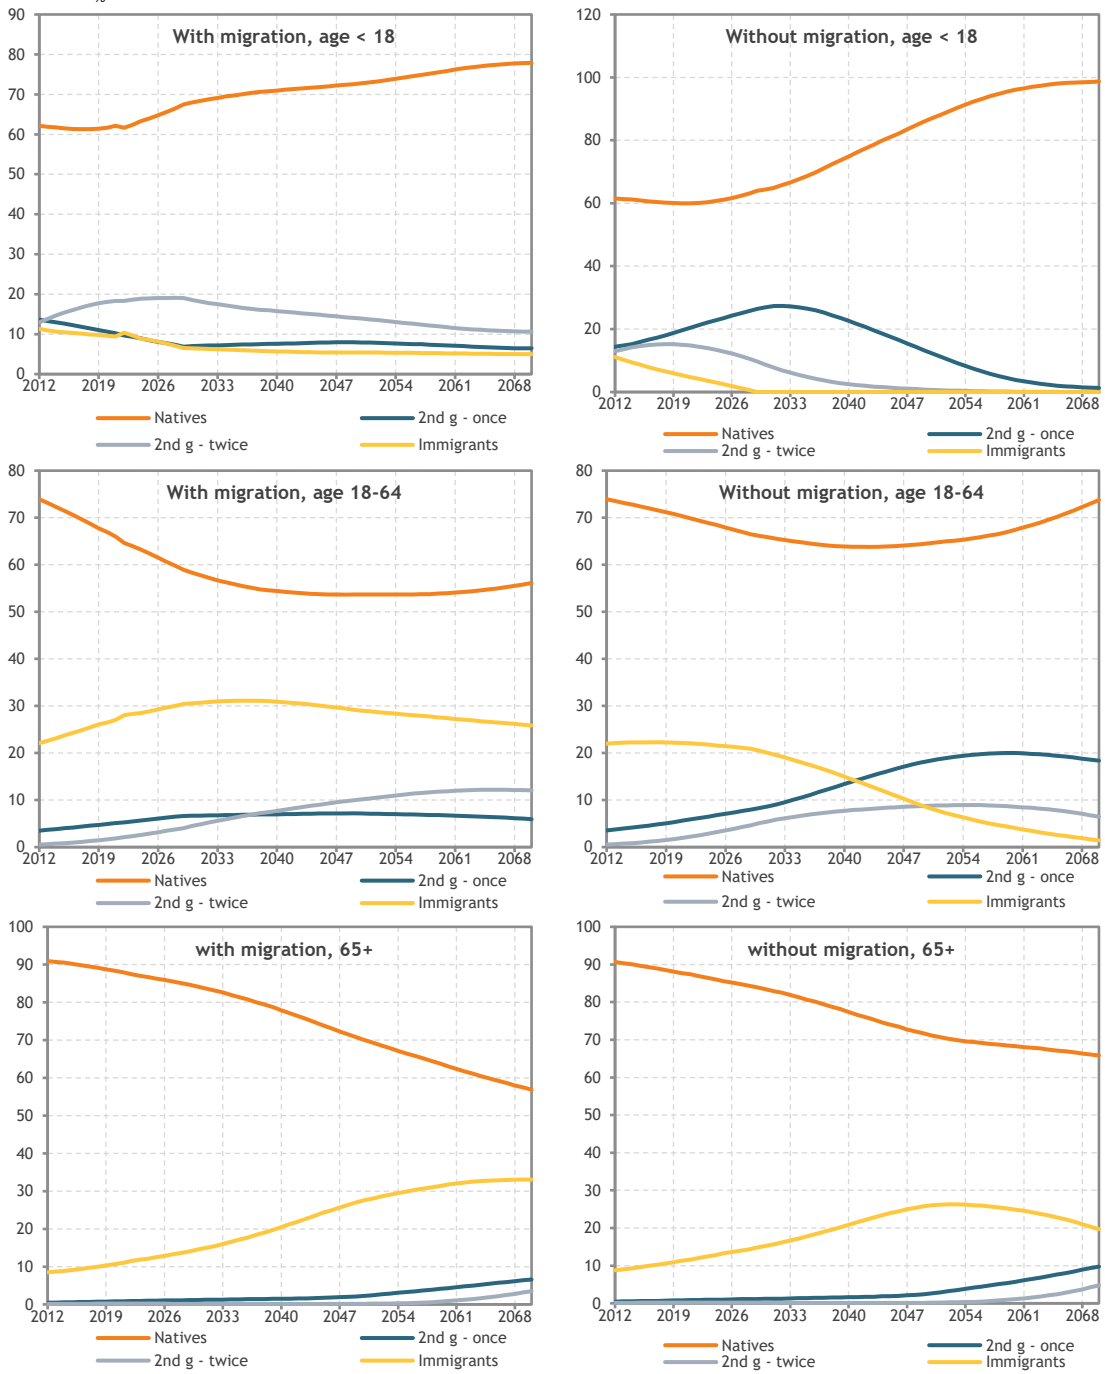 %
With migration, age < 18
90
80
70
60
50
40
30
20
10
0
2012 2019 2026 2033 2040 2047 2054 2061 2068
Natives 2nd g - once
2nd g - twice Immigrants
Without migration, age < 18
120
100
80
60
40
20
0
2012 2019 2026 2033 2040 2047 2054 2061 2068
Natives 2nd g - once
2nd g - twice Immigrants
With migration, age 18-64
80
70
60
50
40
30
20
10
0
2012 2019 2026 2033 2040 2047 2054 2061 2068
Natives 2nd g - once
2nd g - twice Immigrants
Without migration, age 18-64
80
70
60
50
40
30
20
10
0
2012 2019 2026 2033 2040 2047 2054 2061 2068
Natives 2nd g - once
2nd g - twice Immigrants
with migration, 65+
100
90
80
70
60
50
40
30
20
10
0
2012 2019 2026 2033 2040 2047 2054 2061 2068
Natives 2nd g - once
2nd g - twice Immigrants
without migration, 65+
100
90
80
70
60
50
40
30
20
10
0
2012 2019 2026 2033 2040 2047 2054 2061 2068
Natives 2nd g - once
2nd g - twice Immigrants